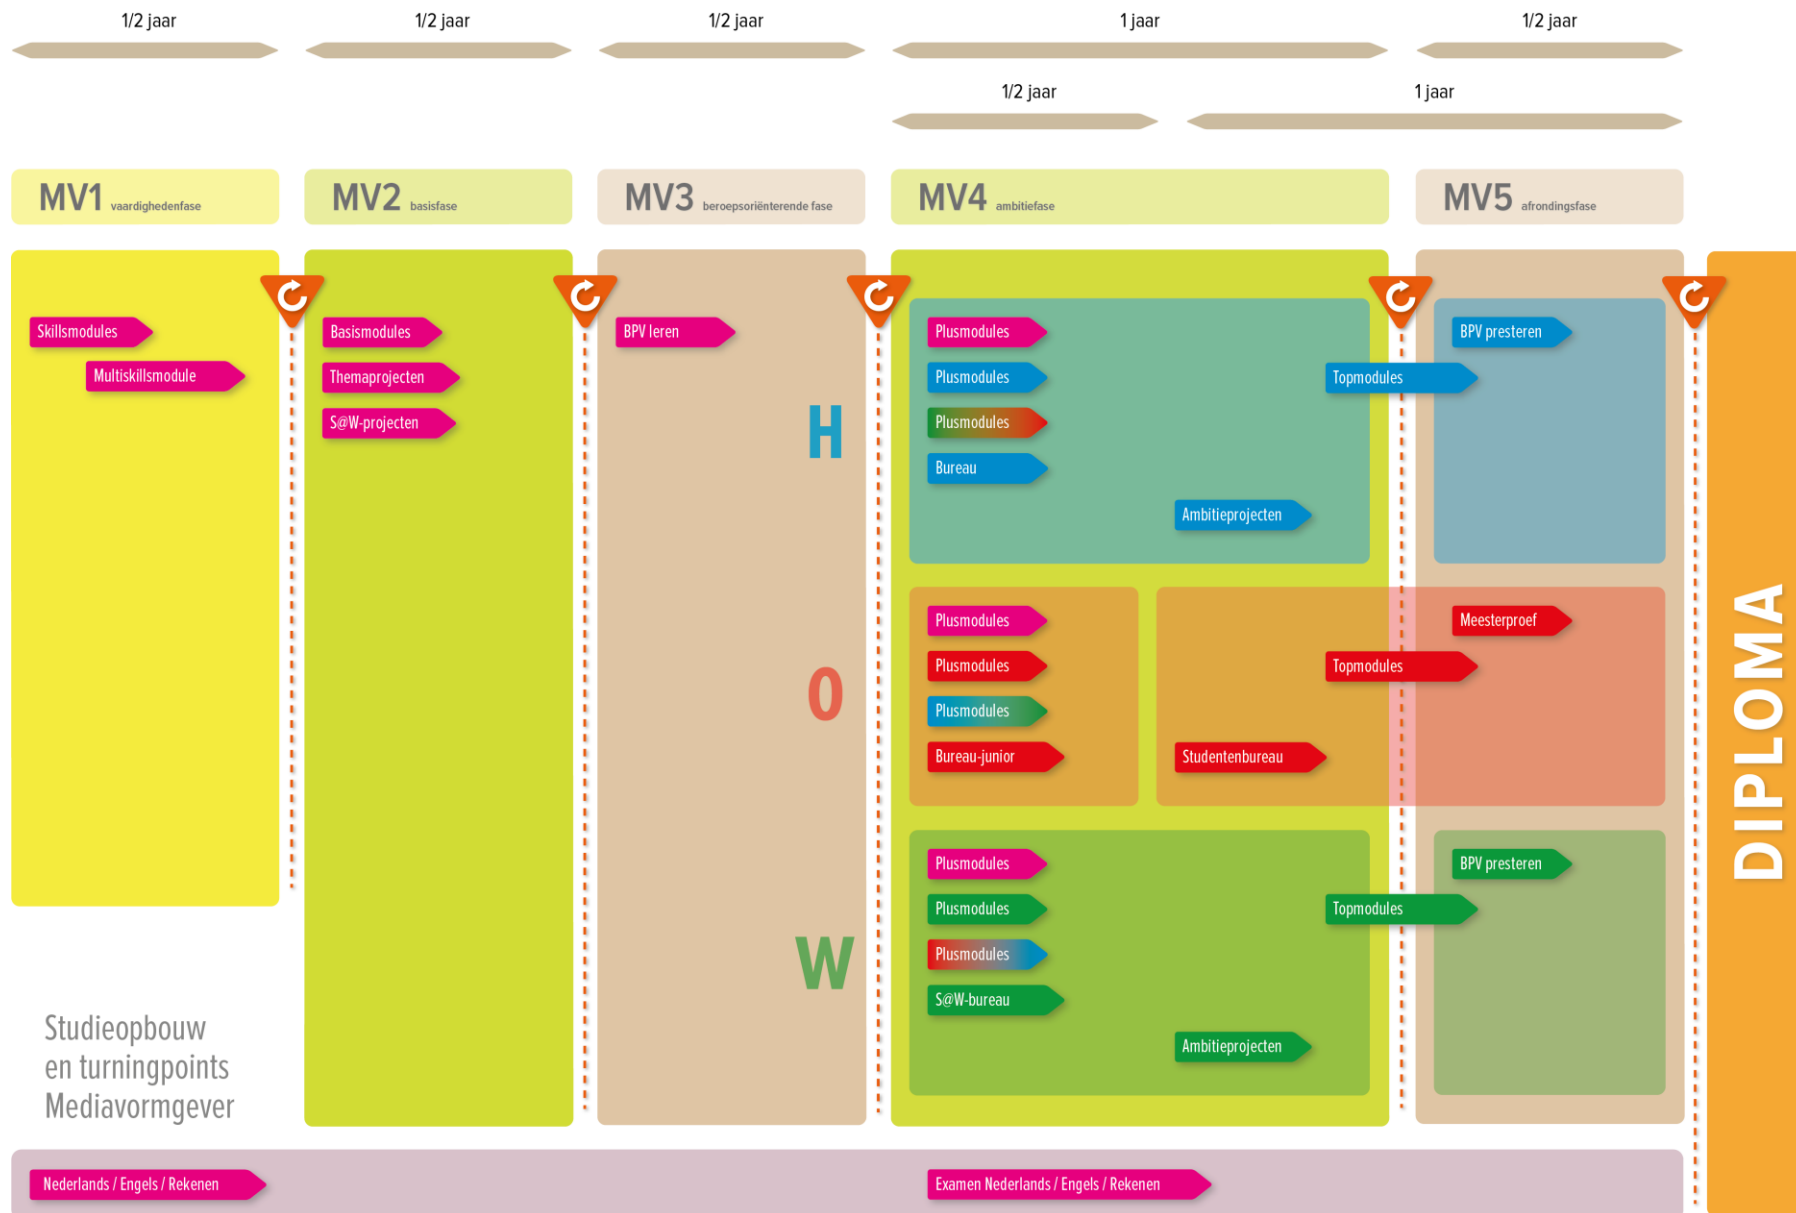 1/2 jaar
1/2 jaar
1/2 jaar
1 jaar
1/2 jaar
1/2 jaar
1 jaar
MV1 vaardighedenfase
MV2 basisfase
MV3 beroepsoriënterende fase
MV4 ambitiefase
MV5 afrondingsfase
Skillsmodules
Multiskillsmodule
Basismodules
Themaprojecten
S@W-projecten
BPV leren
H
Plusmodules
Plusmodules
Plusmodules
Bureau
Ambitieprojecten
Topmodules
BPV presteren
O
Plusmodules
Plusmodules
Plusmodules
Bureau-junior
Studentenbureau
Topmodules
Meesterproef
W
Plusmodules
Plusmodules
Plusmodules
S@W-bureau
Ambitieprojecten
Topmodules
BPV presteren
DIPLOMA
Studieopbouw
en turningpoints
Mediavormgever
Nederlands / Engels / Rekenen
Examen Nederlands / Engels / Rekenen